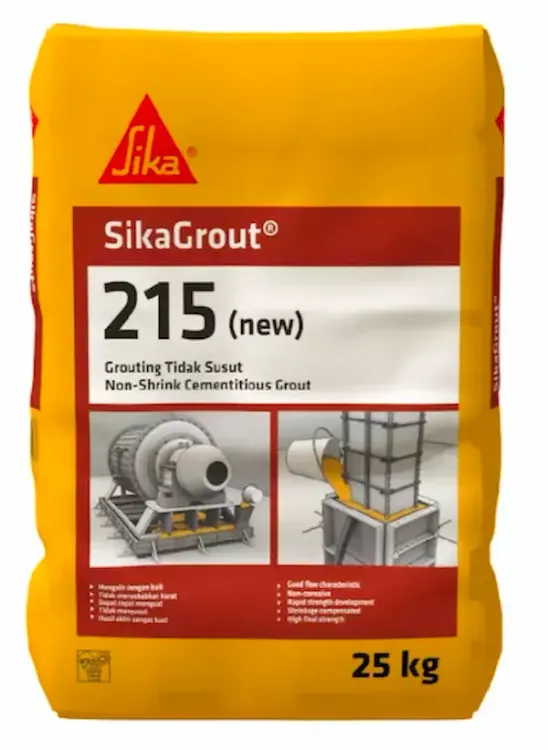 Sika®
SikaGrout®
215 (new)
Grouting Tidak Susut
Non-Shrink Cementitious Grout
Mengalir dengan baik
Tidak menyebabkan karat
Dapat cepat menguat
Tidak menyusut
Hasil akhir sangat kuat
Good flow characteristic
Non-corrosive
Rapid strength development
Shrinkage compensated
High final strength
25 kg